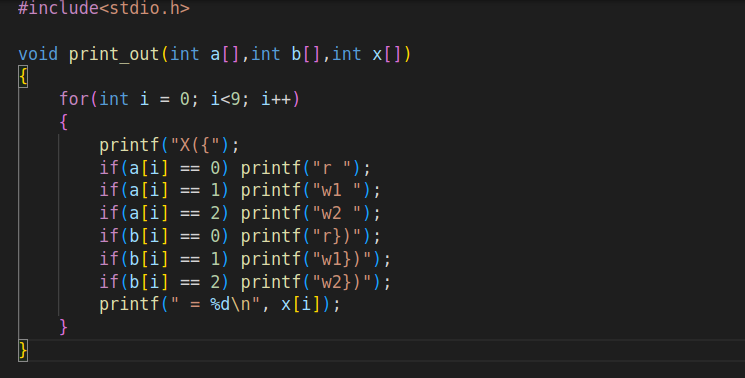 #include<stdio.h>
void print_out(int a[],int b[],int x[])
{
for(int i = 0; i<9; i++)
{
printf("X({");
if(a[i] == 0) printf("r ");
if(a[i] == 1) printf("w1 ");
if(a[i] == 2) printf("w2 ");
if(b[i] == 0) printf("r})");
if(b[i] == 1) printf("w1})");
if(b[i] == 2) printf("w2})");
printf(" = %d\n", x[i]);
}
}